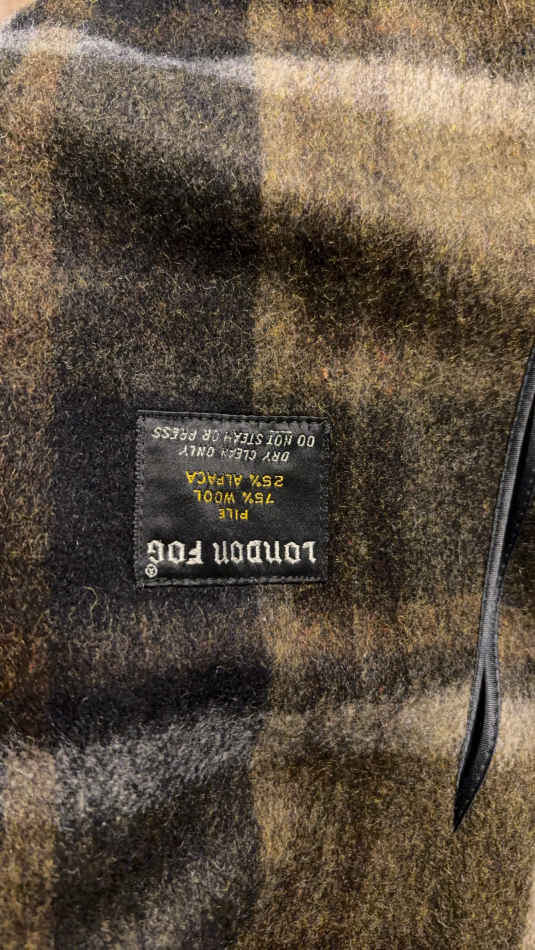 LONDON FOG®
PILE
75% WOOL
25% ALPACA
DRY CLEAN ONLY
DO NOT STEAM OR PRESS